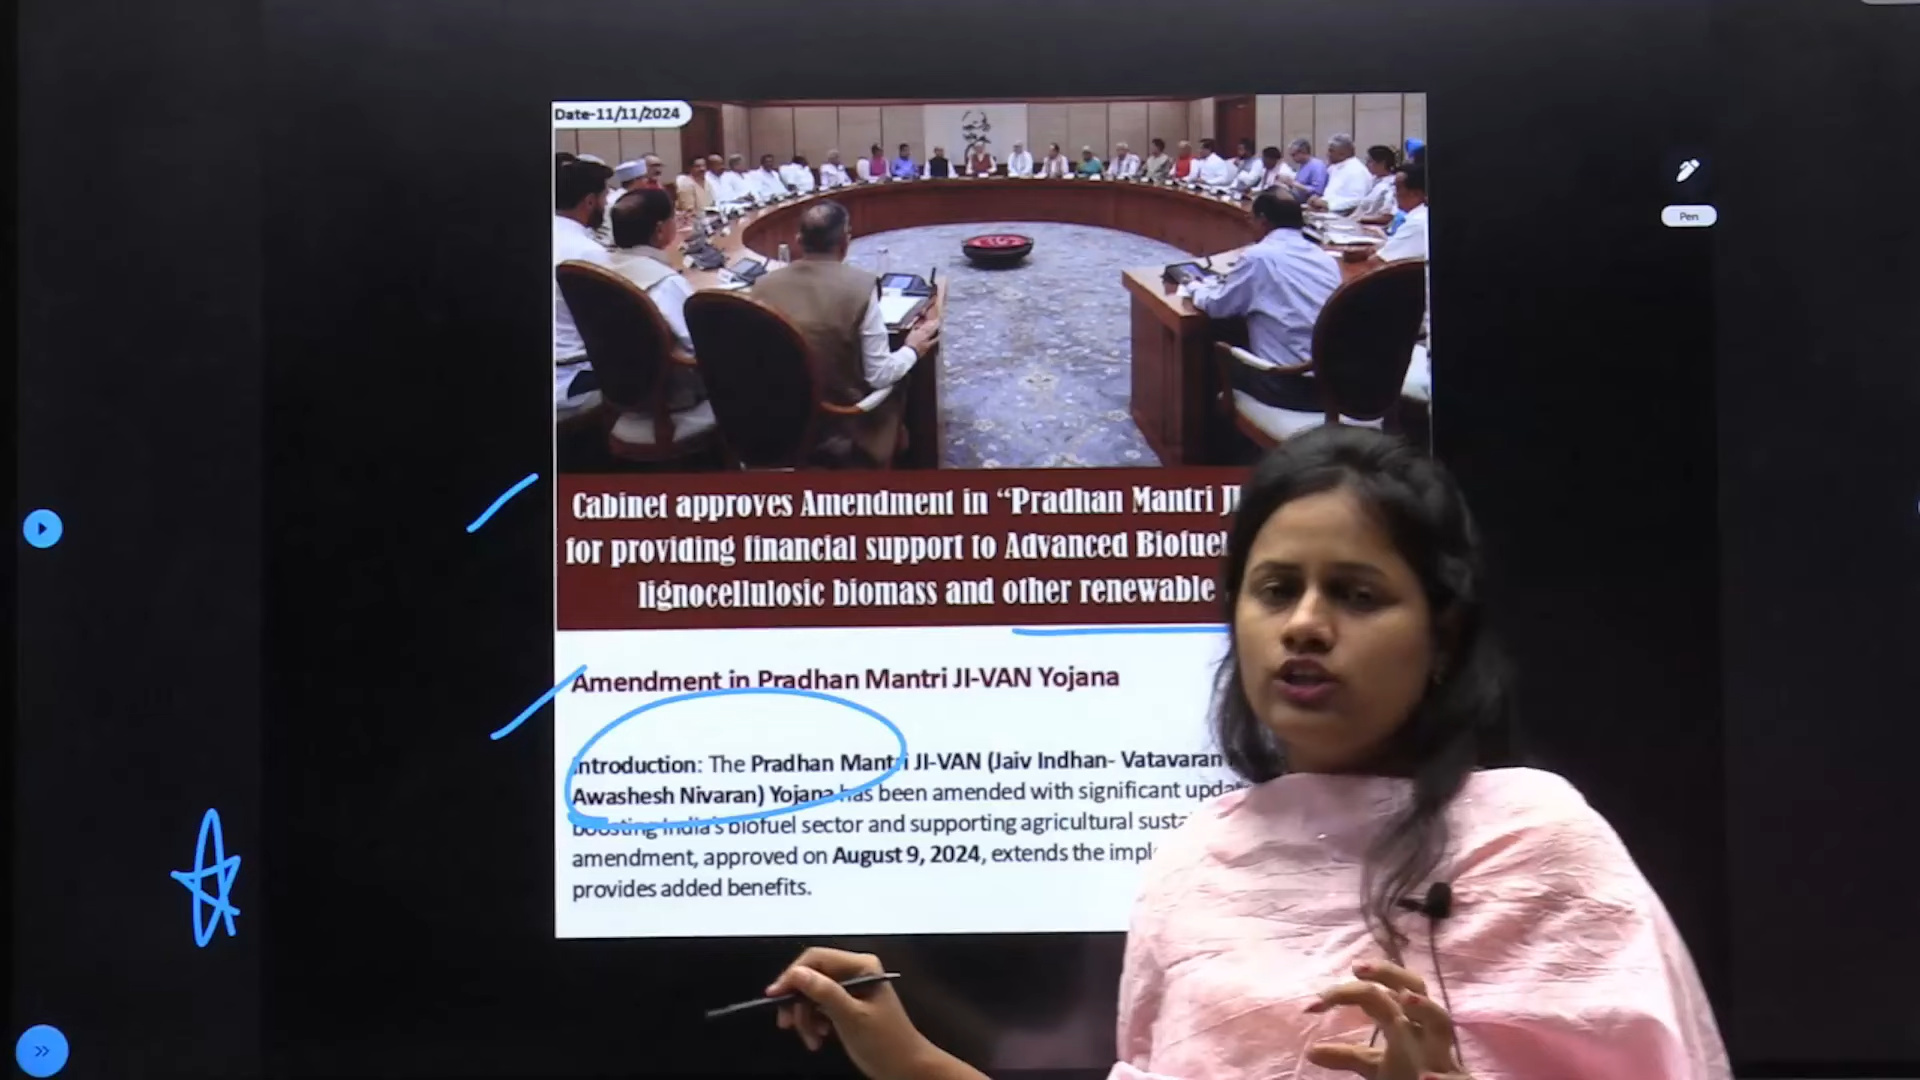 Date-11/11/2024
Pen
Cabinet approves Amendment in “Pradhan Mantri JI
for providing financial support to Advanced Biofuel
lignocellulosic biomass and other renewable
Amendment in Pradhan Mantri JI-VAN Yojana
Introduction: The Pradhan Mantri JI-VAN (Jaiv Indhan- Vatavaran
Awashesh Nivaran) Yojana has been amended with significant
boosting India's biofuel sector and supporting agricultural
amendment, approved on August 9, 2024, extends the
provides added benefits.